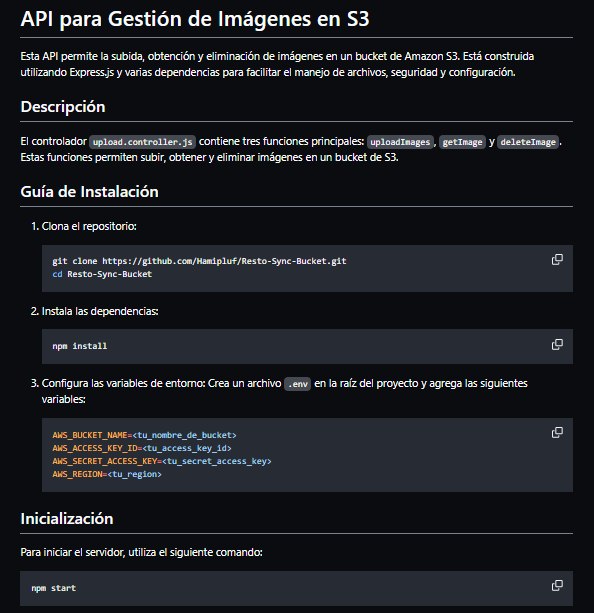 API para Gestión de Imágenes en S3
Esta API permite la subida, obtención y eliminación de imágenes en un bucket de Amazon S3. Está construida
utilizando Express.js y varias dependencias para facilitar el manejo de archivos, seguridad y configuración.
Descripción
El controlador upload.controller.js contiene tres funciones principales: uploadImages, getImage y deleteImage.
Estas funciones permiten subir, obtener y eliminar imágenes en un bucket de S3.
Guía de Instalación
1. Clona el repositorio:
git clone https://github.com/Hamipluf/Resto-Sync-Bucket.git
cd Resto-Sync-Bucket
2. Instala las dependencias:
npm install
3. Configura las variables de entorno: Crea un archivo .env en la raíz del proyecto y agrega las siguientes
variables:
AWS_BUCKET_NAME=<tu_nombre_de_bucket>
AWS_ACCESS_KEY_ID=<tu_access_key_id>
AWS_SECRET_ACCESS_KEY=<tu_secret_access_key>
AWS_REGION=<tu_region>
Inicialización
Para iniciar el servidor, utiliza el siguiente comando:
npm start